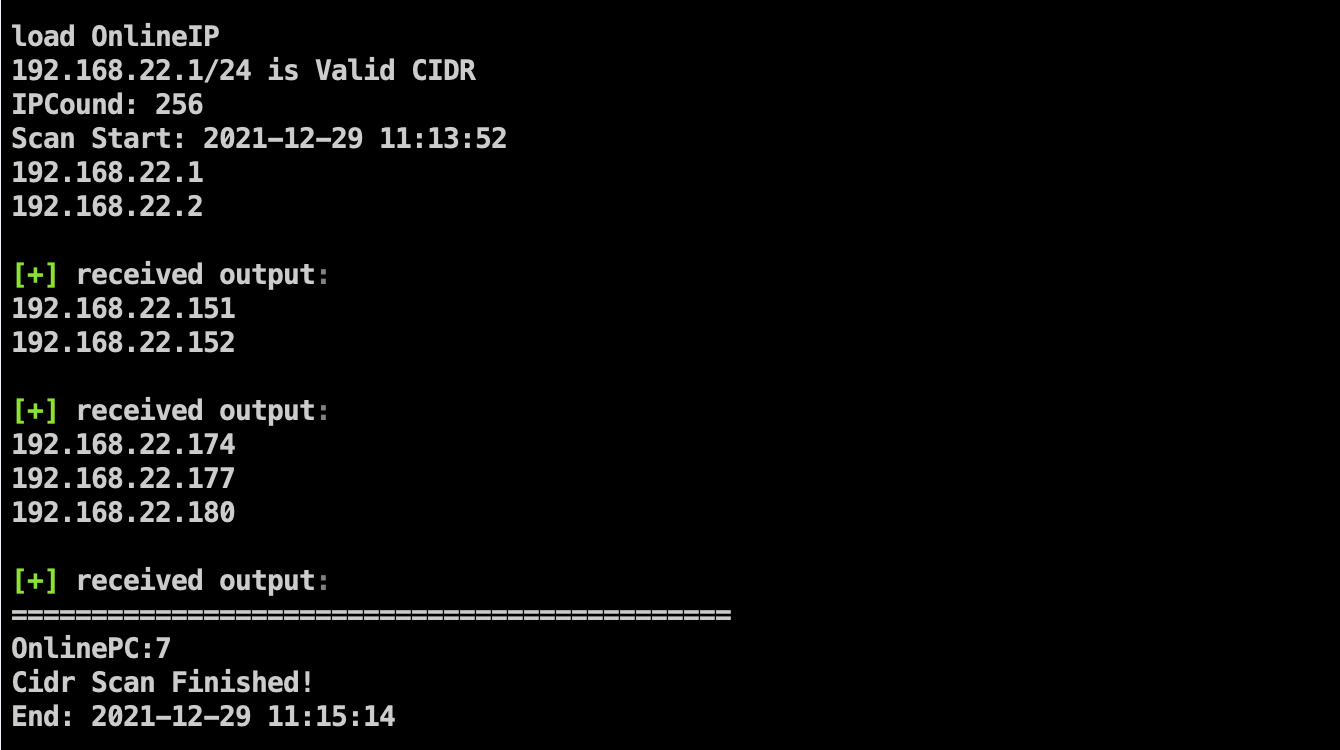 load OnlineIP
192.168.22.1/24 is Valid CIDR
IPCound: 256
Scan Start: 2021-12-29 11:13:52
192.168.22.1
192.168.22.2
[+] received output:
192.168.22.151
192.168.22.152
[+] received output:
192.168.22.174
192.168.22.177
192.168.22.180
[+] received output:
=============================================
OnlinePC:7
Cidr Scan Finished!
End: 2021-12-29 11:15:14